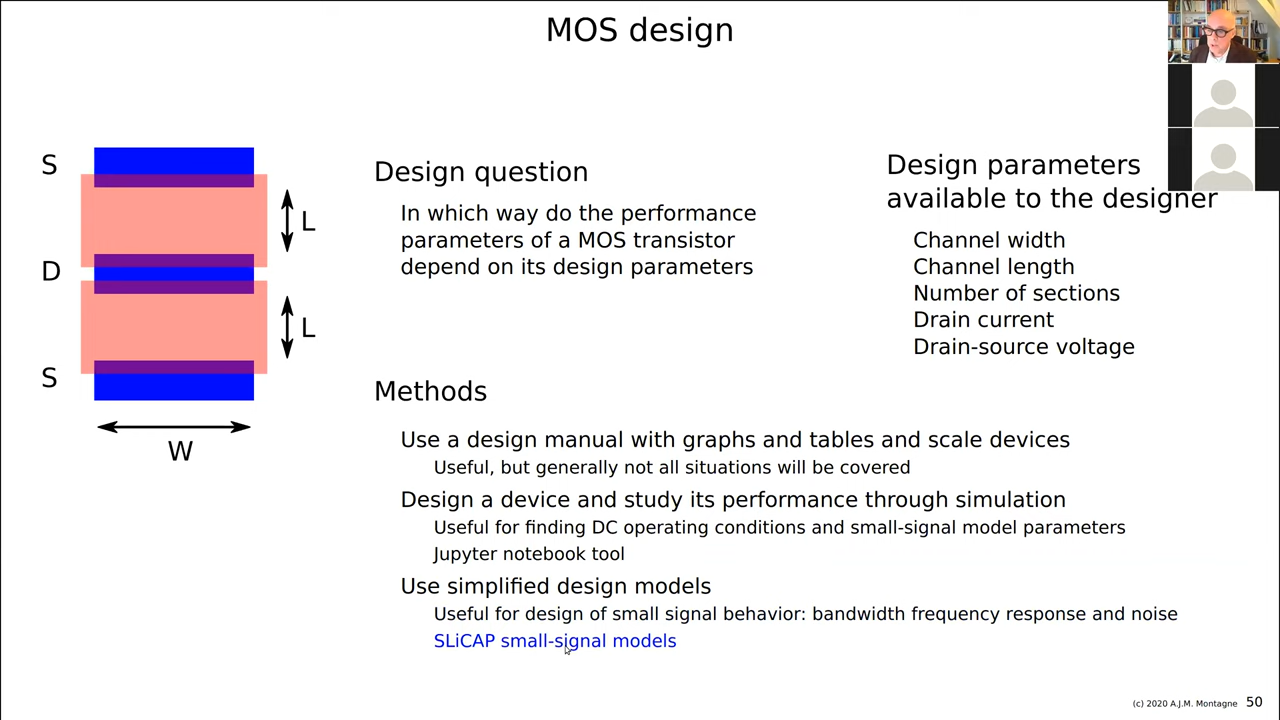 MOS design
S
L
D
L
S
W
Design question
In which way do the performance
parameters of a MOS transistor
depend on its design parameters
Design parameters
available to the designer
Channel width
Channel length
Number of sections
Drain current
Drain-source voltage
Methods
Use a design manual with graphs and tables and scale devices
Useful, but generally not all situations will be covered
Design a device and study its performance through simulation
Useful for finding DC operating conditions and small-signal model parameters
Jupyter notebook tool
Use simplified design models
Useful for design of small signal behavior: bandwidth frequency response and noise
SLiCAP small-signal models
(c) 2020 A.J.M. Montagne 50